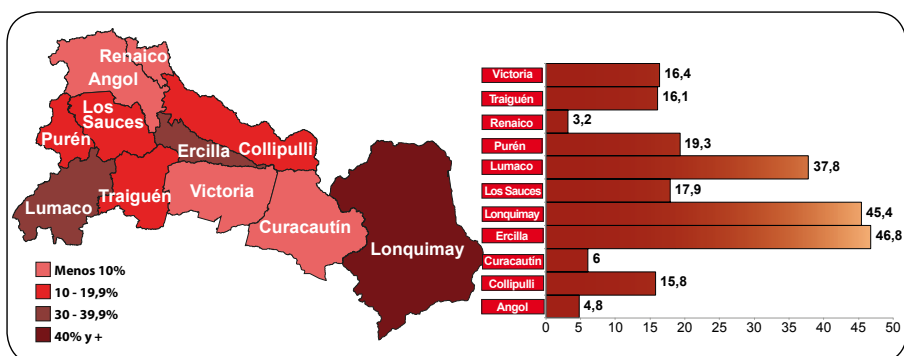 Renaico
Angol
Los
Sauces
Purén
Ercilla
Collipulli
Lumaco
Traiguén
Victoria
Curacautín
Lonquimay
Menos 10%
10 - 19,9%
30 - 39,9%
40% y +
Victoria 16,4
Traiguén 16,1
Renaico 3,2
Purén 19,3
Lumaco 37,8
Los Sauces 17,9
Lonquimay 45,4
Ercilla 46,8
Curacautín 6
Collipulli 15,8
Angol 4,8
0 5 10 15 20 25 30 35 40 45 50